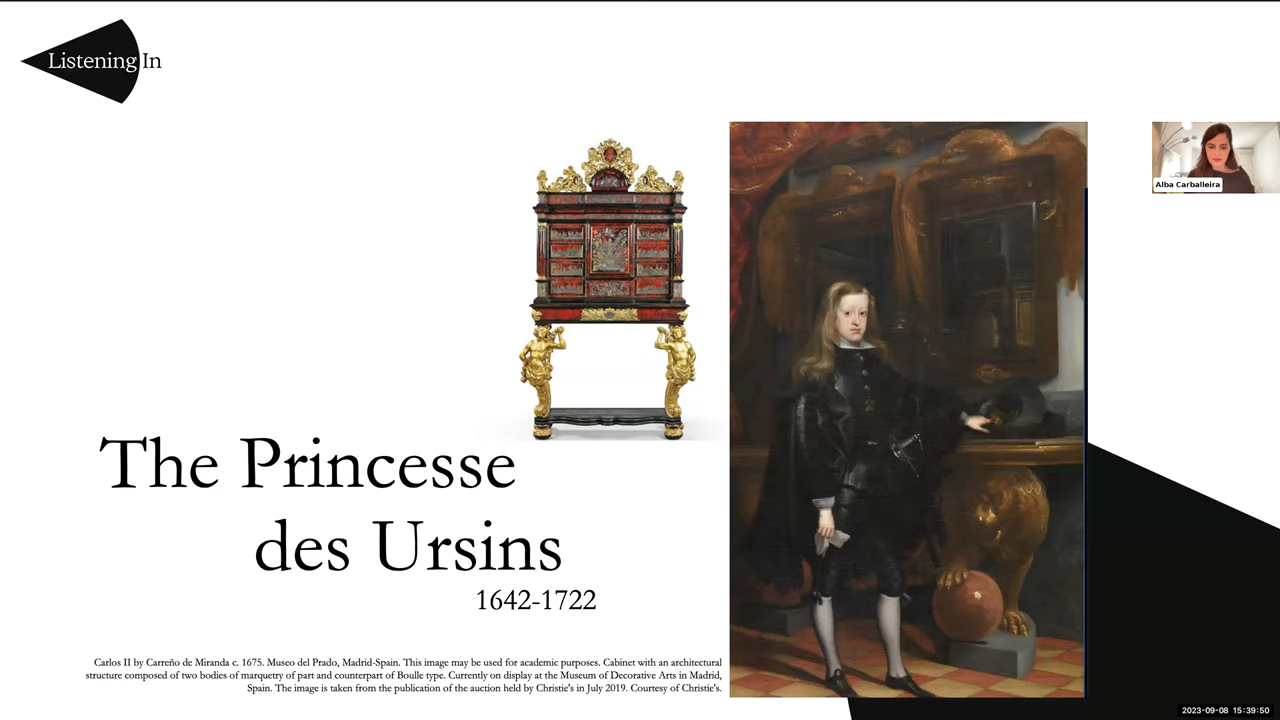 Listening In
Alba Carballeira
The Princesse
des Ursins
1642-1722
Carlos II by Carreño de Miranda c. 1675. Museo del Prado, Madrid-Spain. This image may be used for academic purposes. Cabinet with an architectural
structure composed of two bodies of marquetry of part and counterpart of Boulle type. Currently on display at the Museum of Decorative Arts in Madrid,
Spain. The image is taken from the publication of the auction held by Christie's in July 2019. Courtesy of Christie's.
2023-09-08 15:39:50